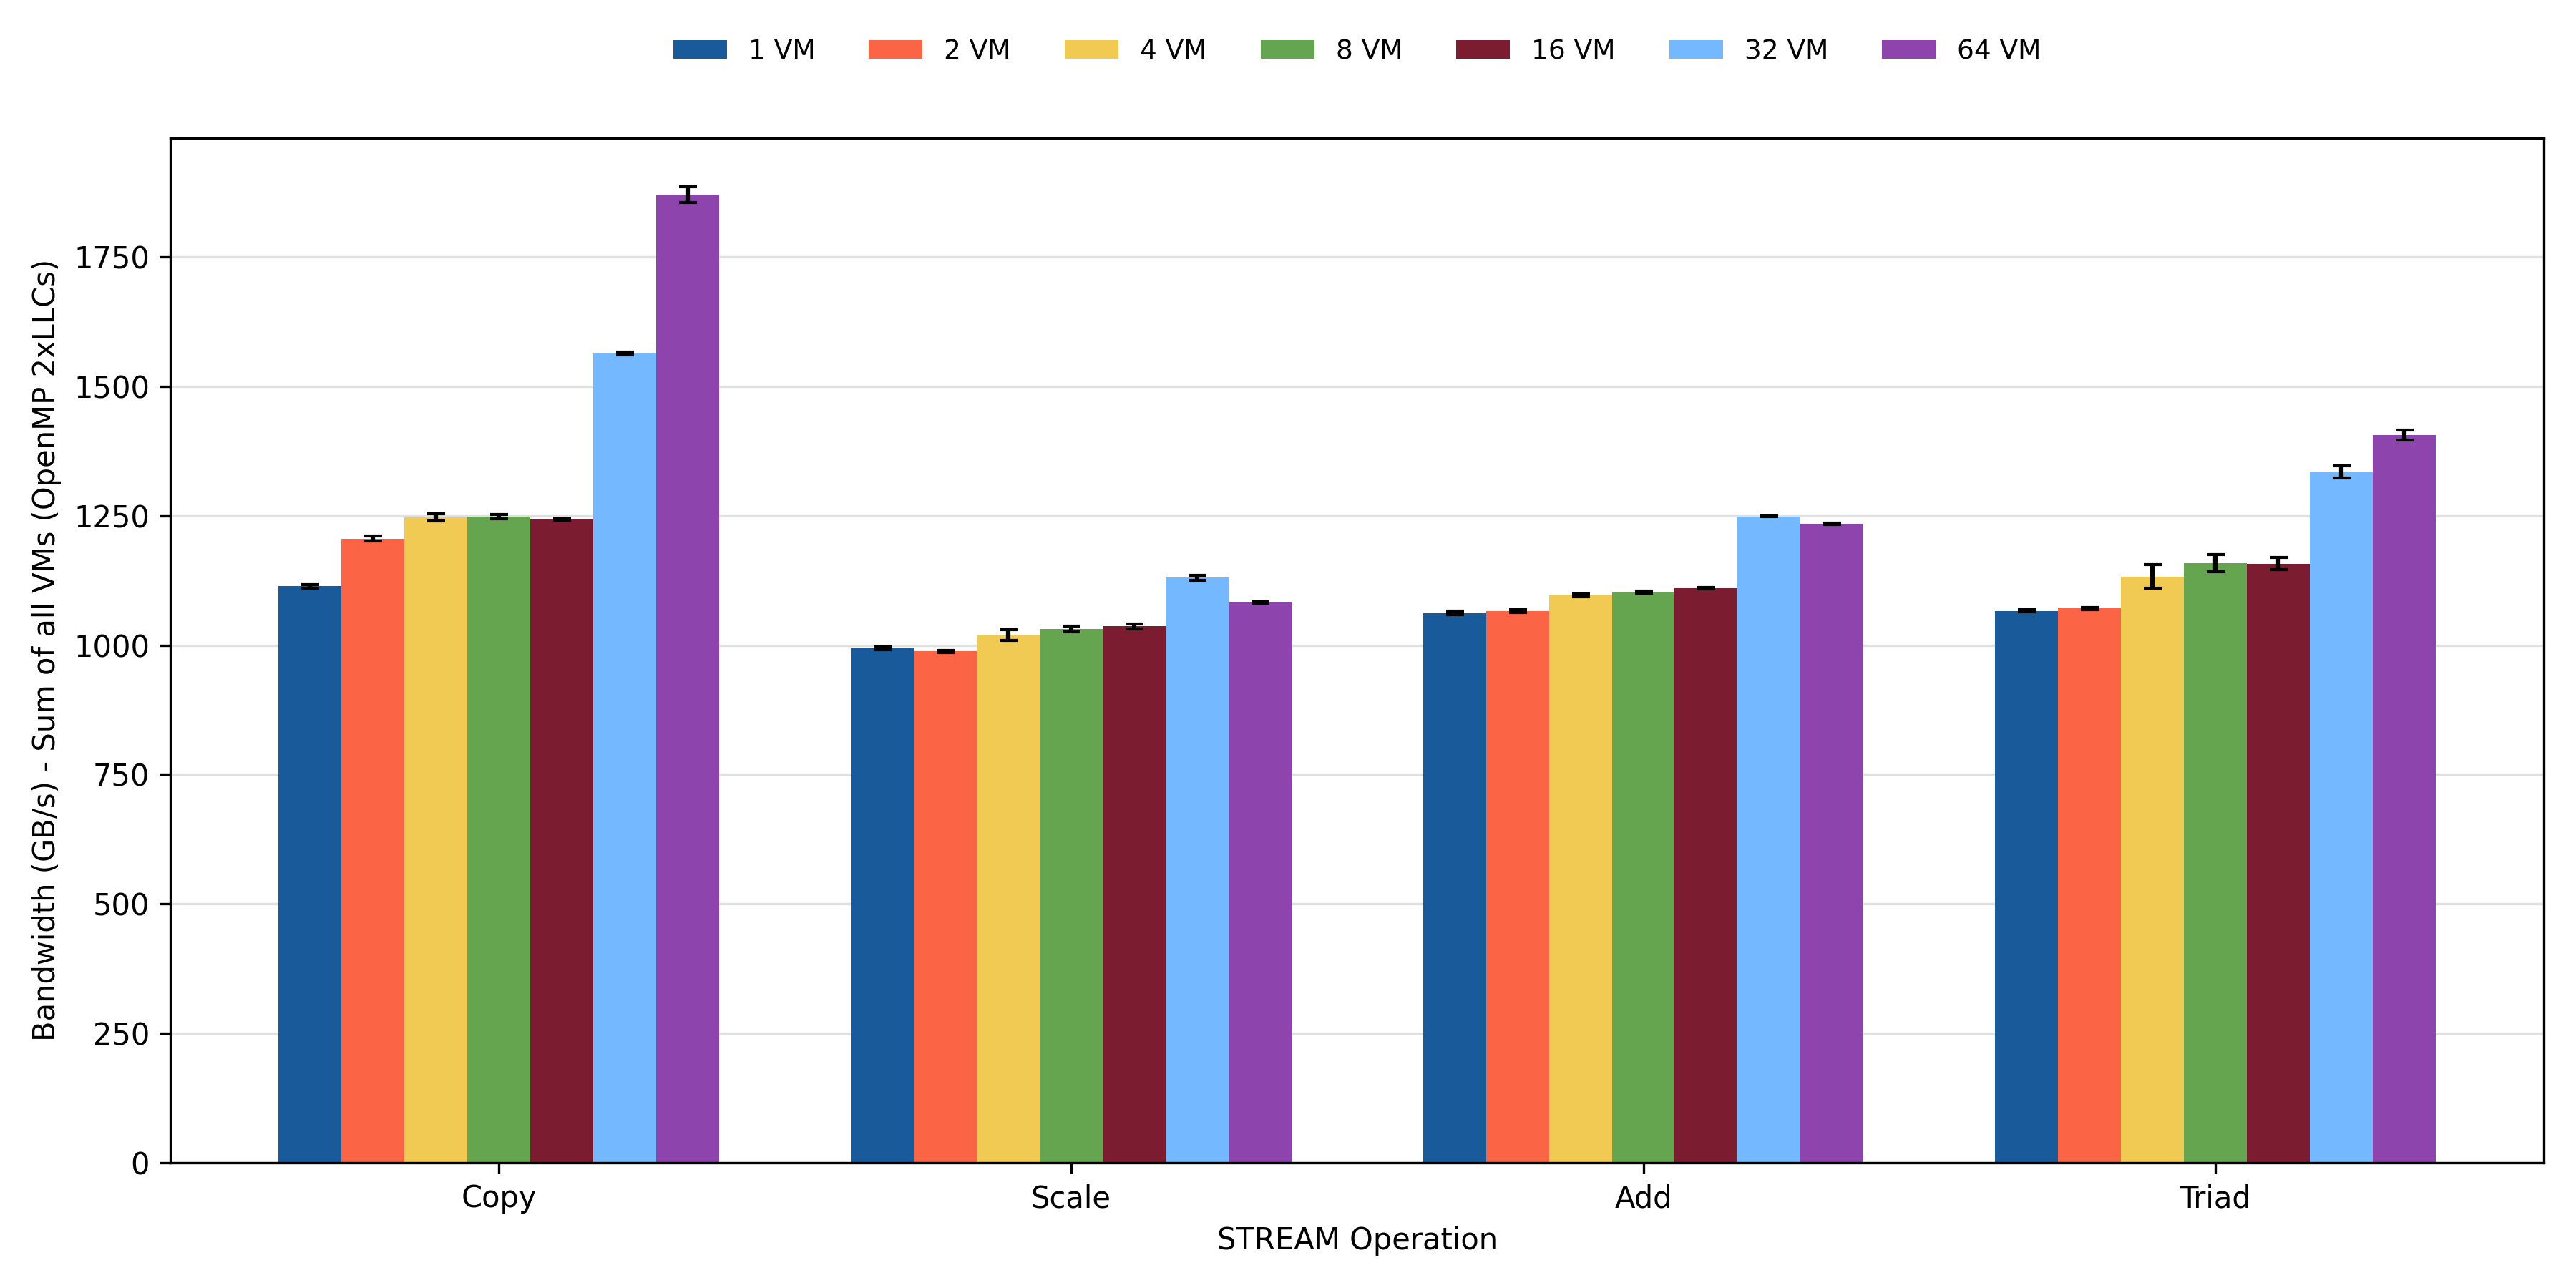 1 VM 2 VM 4 VM 8 VM 16 VM 32 VM 64 VM
Bandwidth (GB/s) - Sum of all VMs (OpenMP 2xLLCs)
1750
1500
1250
1000
750
500
250
0
Copy Scale Add Triad
STREAM Operation